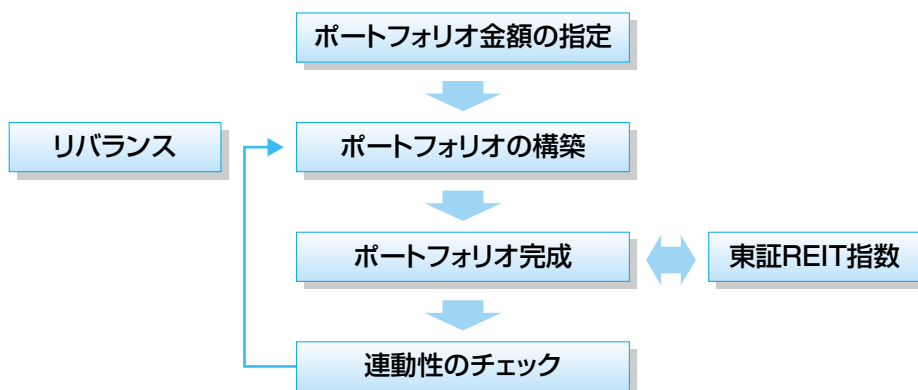 ポートフォリオ金額の指定
リバランス
ポートフォリオの構築
ポートフォリオ完成
東証REIT指数
連動性のチェック